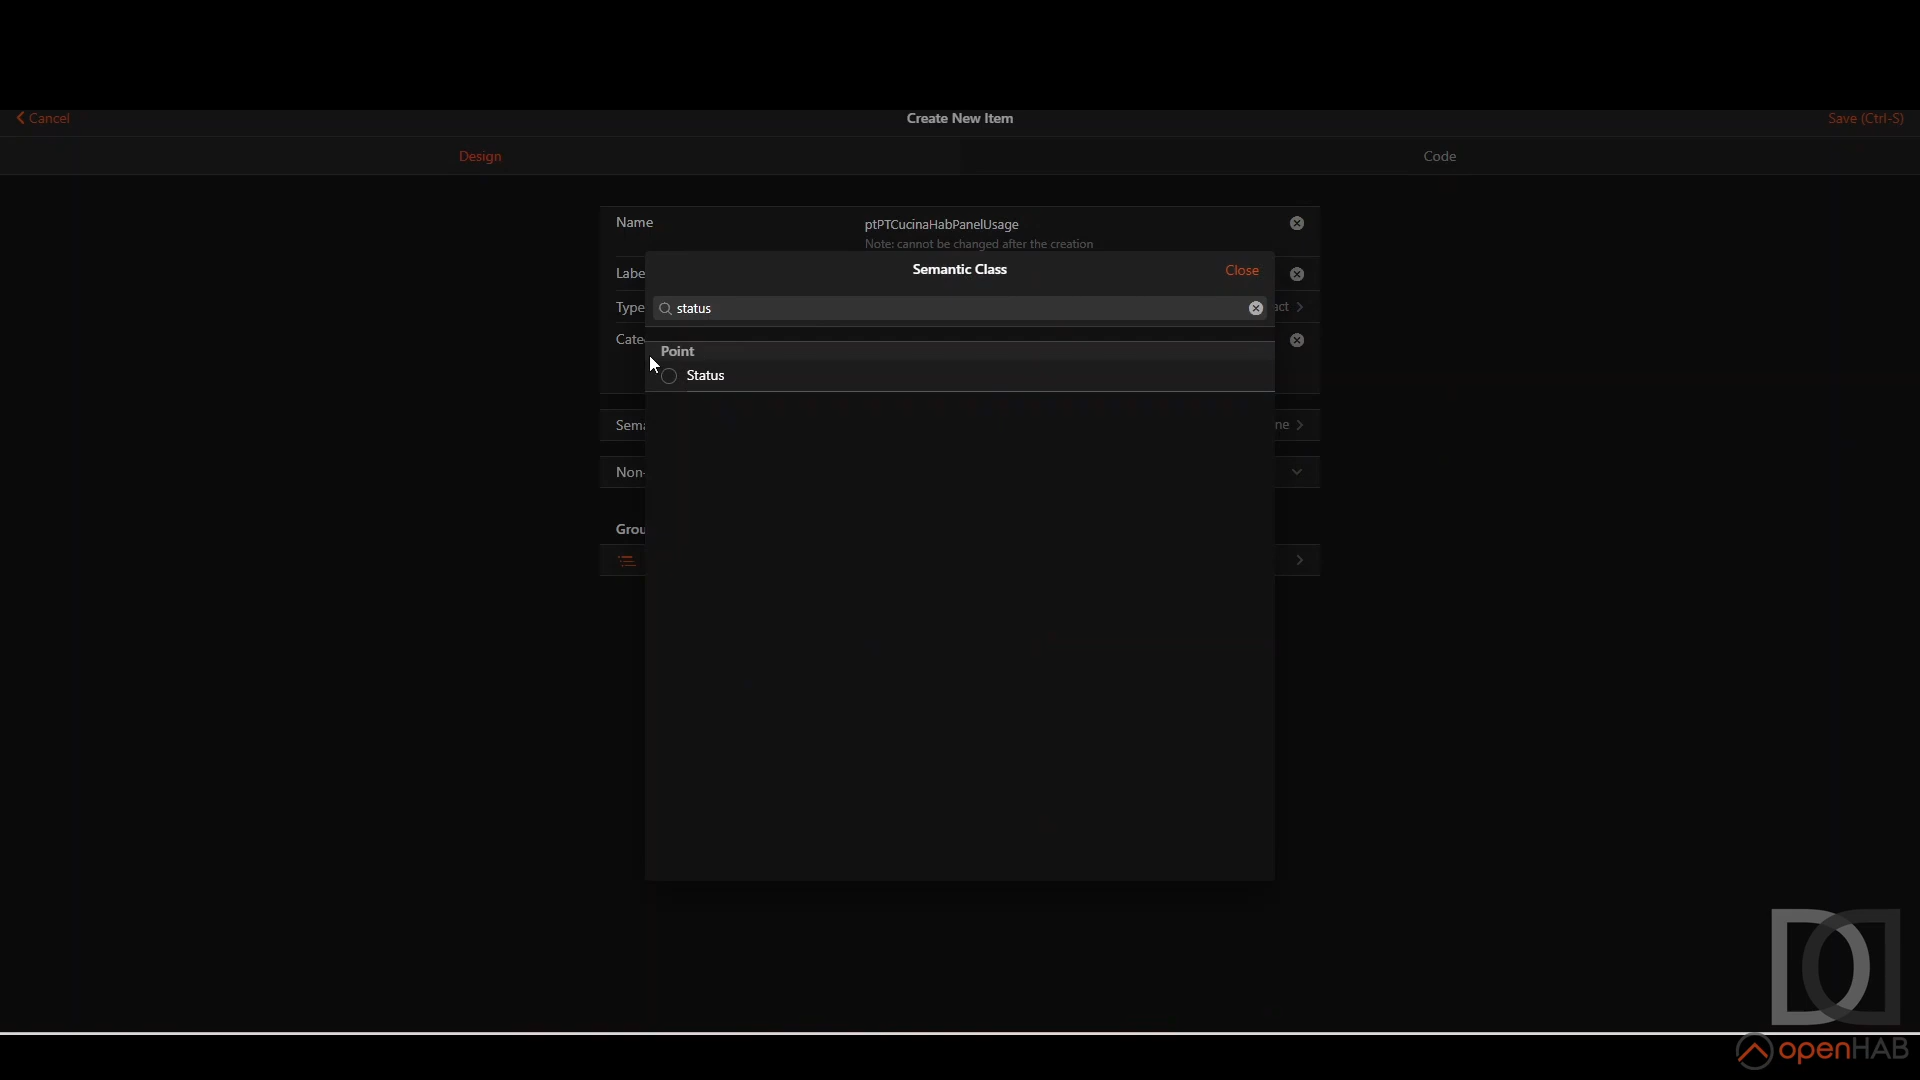 Cancel
Create New Item
Save (Ctrl-S)
Design
Code
Name
ptPTCucinaHabPanelUsage
Note: cannot be changed after the creation
Semantic Class
Close
Labe
status
Type
act
Cate
Point
Status
Sema
ne
Non-
Grou
openHAB